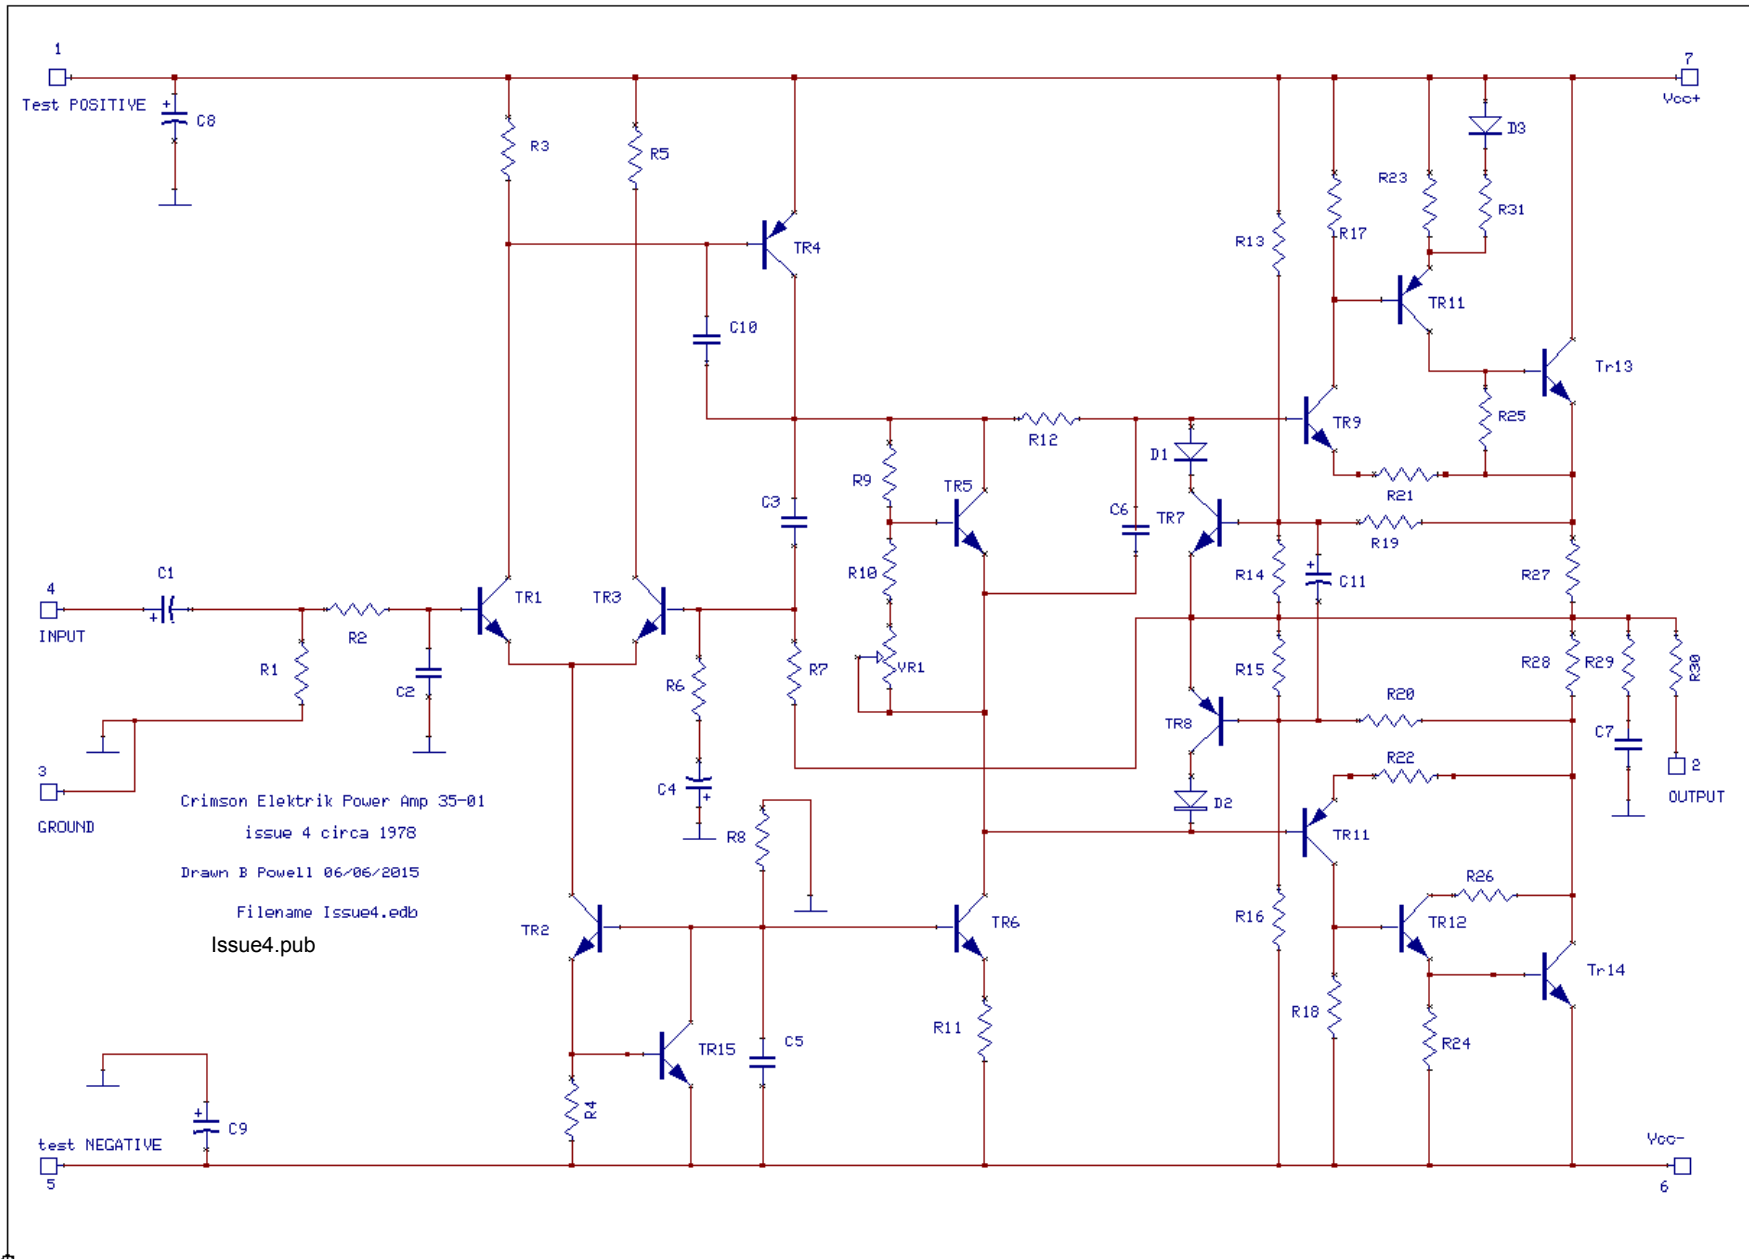 1
7
Test POSITIVE
+
C8
Vcc+
R3
R5
D3
R23
R31
R17
R13
TR4
TR11
C10
Tr13
R25
TR9
R12
D1
R21
R9
TR5
C3
C6
TR7
R19
C1
4
+
INPUT
R2
TR1
TR3
R10
R14
+
C11
R27
R1
C2
R6
R7
VR1
R15
R28
R29
R30
R20
TR8
C7
3
GROUND
C4
+
R22
2
OUTPUT
D2
Crimson Elektrik Power Amp 35-01
issue 4 circa 1978
R8
TR11
Drawn B Powell 06/06/2015
R26
Filename Issue4.edb
Issue4.pub
TR2
TR6
R16
TR12
Tr14
R11
R18
R24
TR15
C5
R4
+
C9
test NEGATIVE
5
Vcc-
6